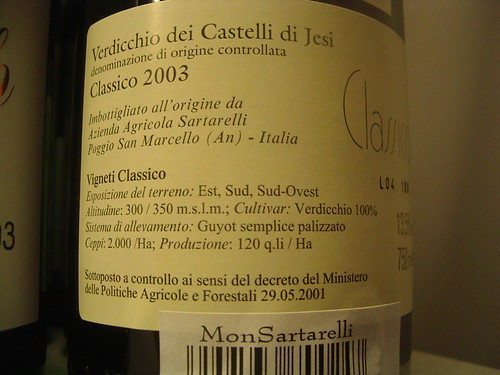 Verdicchio dei Castelli di Jesi
denominazione di origine controllata
Classico 2003
Imbottigliato all'origine da
Azienda Agricola Sartarelli
Poggio San Marcello (An) - Italia
Vigneti Classico
Esposizione del terreno: Est, Sud, Sud-Ovest
Altitudine: 300 / 350 m.s.l.m.; Cultivar: Verdicchio 100%
Sistema di allevamento: Guyot semplice palizzato
Ceppi: 2.000 /Ha; Produzione: 120 q.li / Ha
Sottoposto a controllo ai sensi del decreto del Ministero
delle Politiche Agricole e Forestali 29.05.2001
Classico
L04
MonSartarelli